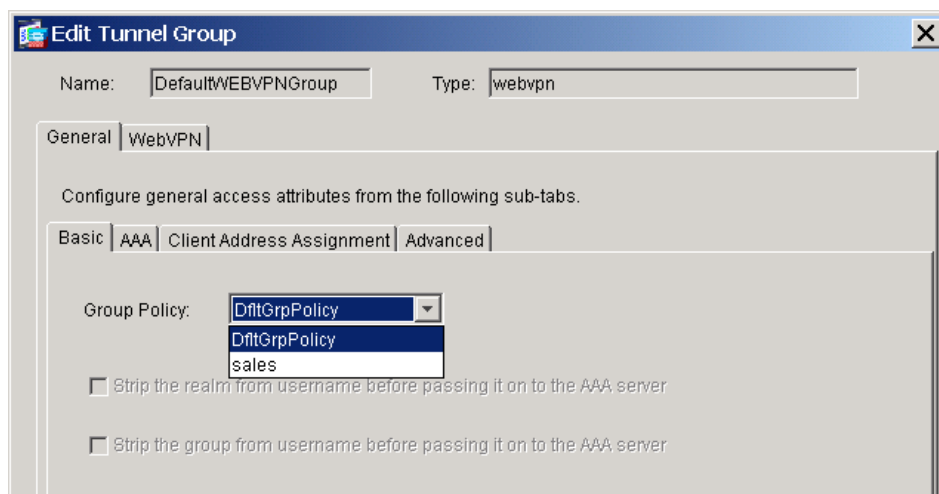 Edit Tunnel Group
Name: DefaultWEBVPNGroup Type: webvpn
General WebVPN
Configure general access attributes from the following sub-tabs.
Basic AAA Client Address Assignment Advanced
Group Policy: DfltGrpPolicy
DfltGrpPolicy
sales
Strip the realm from username before passing it on to the AAA server
Strip the group from username before passing it on to the AAA server